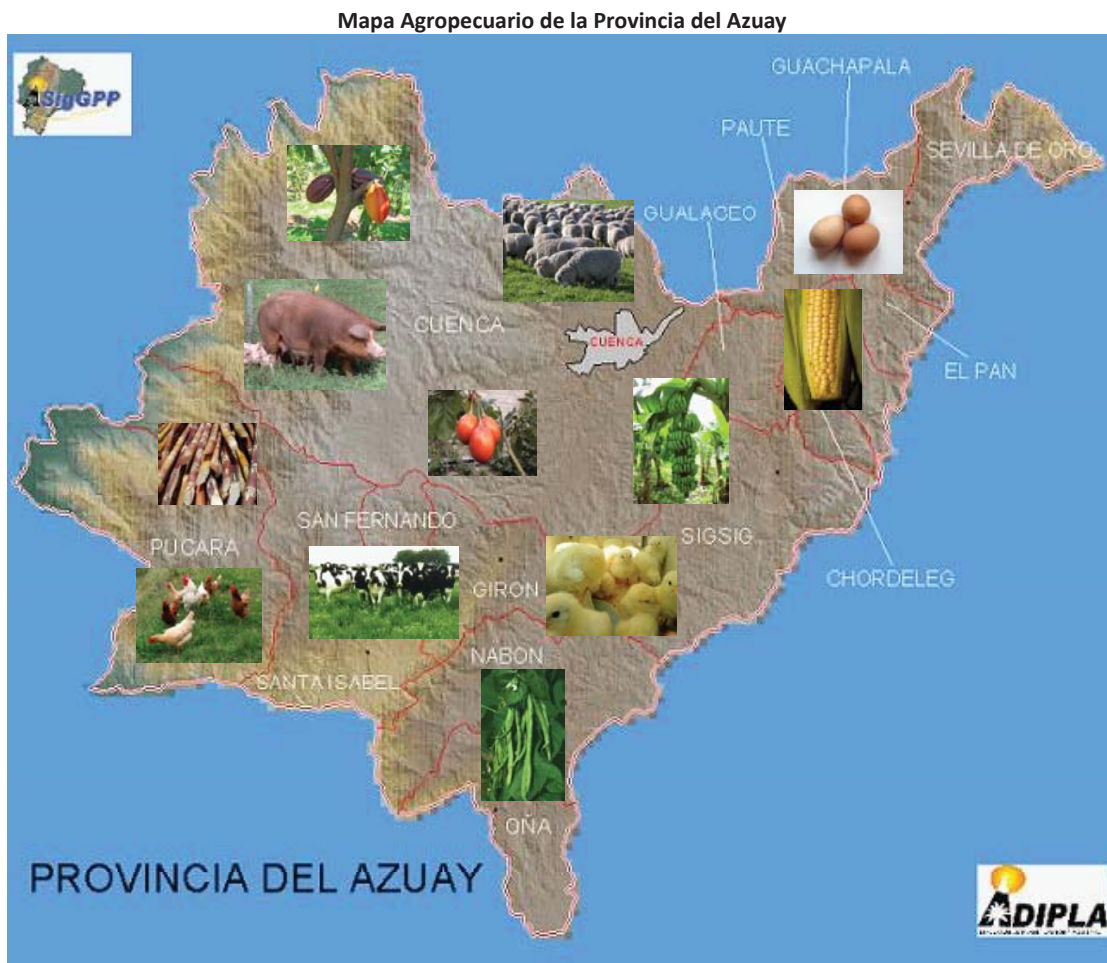 Mapa Agropecuario de la Provincia del Azuay
SigGPP
GUACHAPALA
PAUTE
SEVILLA DE ORO
GUALACEO
CUENCA
CUENCA
EL PAN
SAN FERNANDO
PUCARA
SIGSIG
CHORDELEG
GIRON
NABON
SANTA ISABEL
OÑA
PROVINCIA DEL AZUAY
ADIPLA